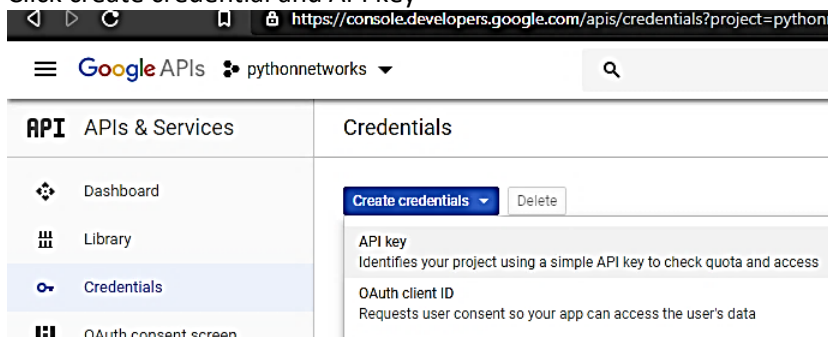 Click create credential and API key
https://console.developers.google.com/apis/credentials?project=python
Google APIs pythonnetworks
API APIs & Services
Credentials
Dashboard
Create credentials Delete
Library
API key
Identifies your project using a simple API key to check quota and access
Credentials
OAuth client ID
Requests user consent so your app can access the user's data
OAuth consent screen